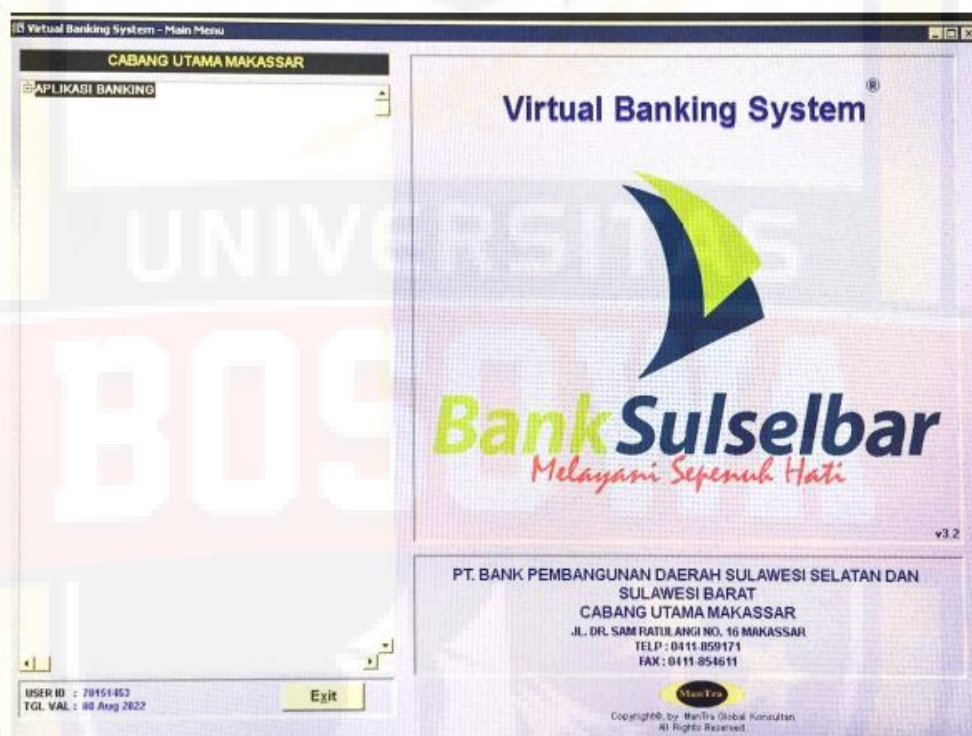 Virtual Banking System - Main Menu
CABANG UTAMA MAKASSAR
APLIKASI BANKING
Virtual Banking System®
BankSulselbar
Melayani Sepenuh Hati
v3.2
PT. BANK PEMBANGUNAN DAERAH SULAWESI SELATAN DAN
SULAWESI BARAT
CABANG UTAMA MAKASSAR
JL. DR. SAM RATULANGI NO. 16 MAKASSAR
TELP : 0411-859171
FAX : 0411-854611
USER ID : 78151453
TGL VAL : 08 Aug 2022
Exit
ManTra
Copyright®, by ManTra Global Konsultan
All Rights Reserved.
UNIVERSITAS
BOSOWA